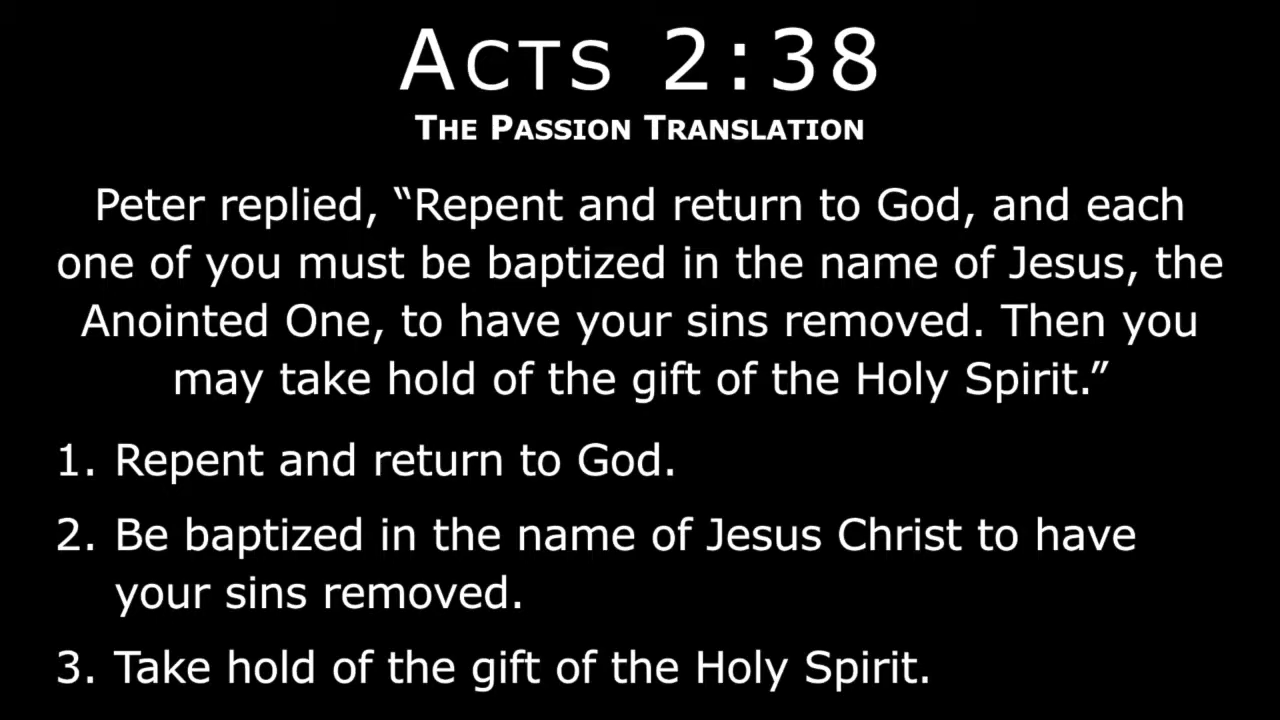 Acts 2:38
The Passion Translation
Peter replied, “Repent and return to God, and each
one of you must be baptized in the name of Jesus, the
Anointed One, to have your sins removed. Then you
may take hold of the gift of the Holy Spirit.”
1. Repent and return to God.
2. Be baptized in the name of Jesus Christ to have
your sins removed.
3. Take hold of the gift of the Holy Spirit.